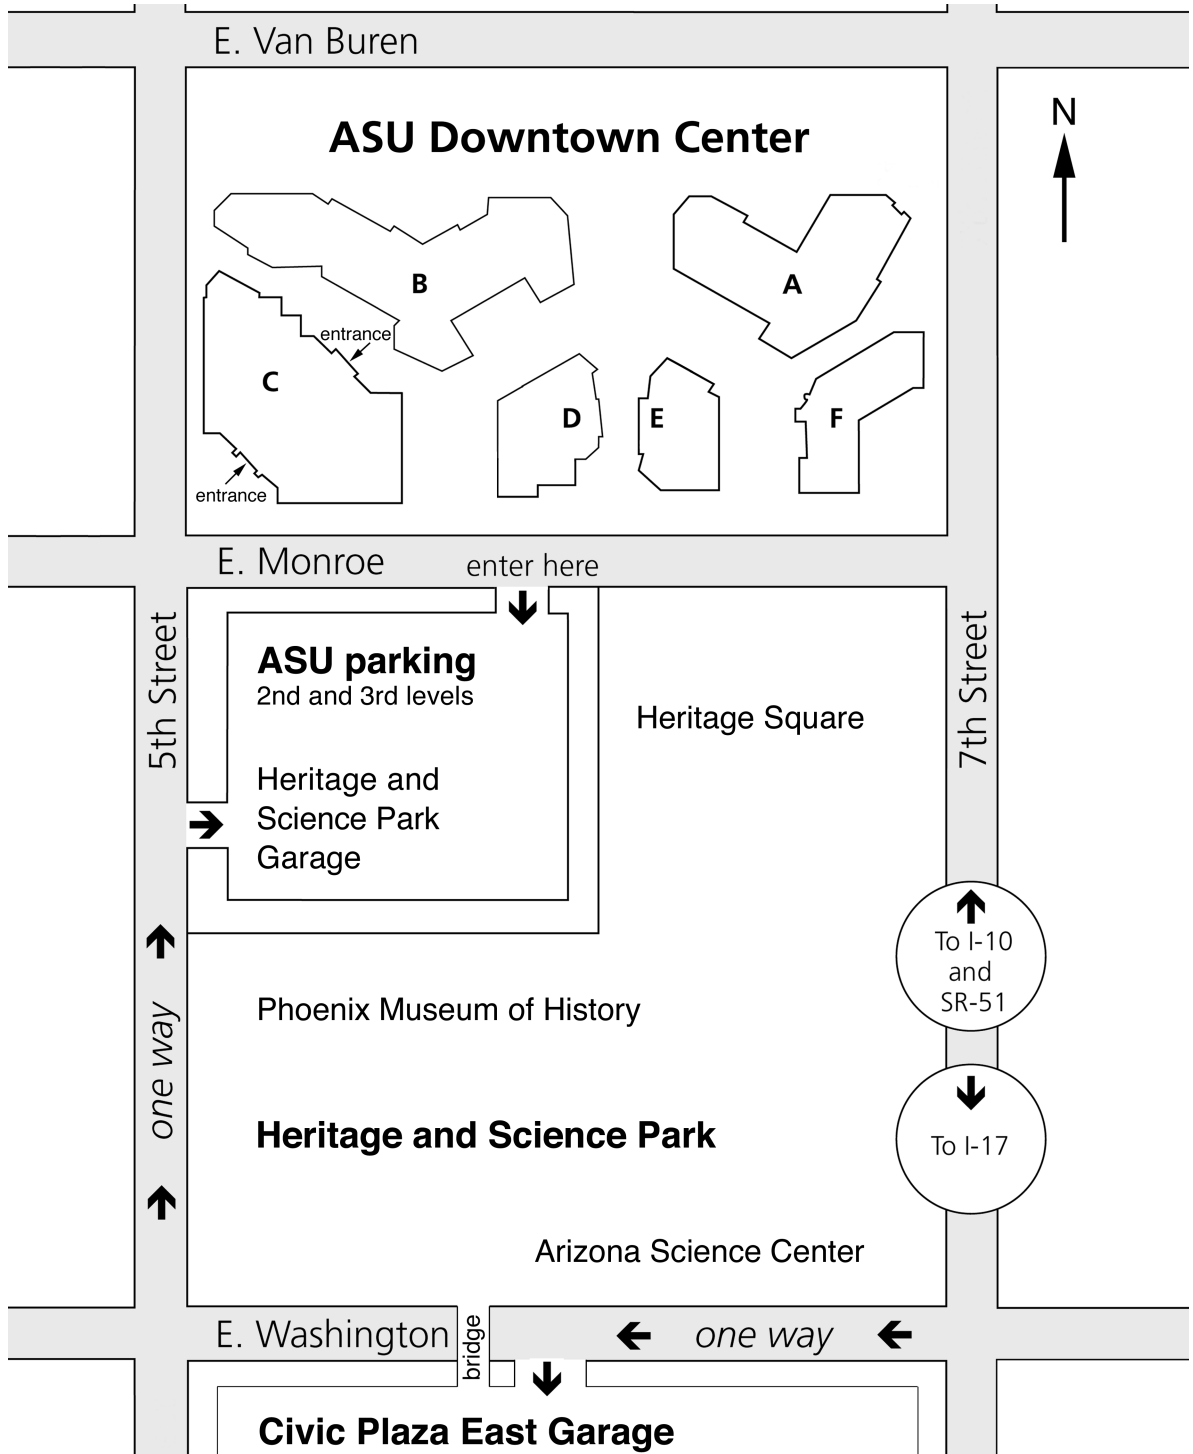 E. Van Buren
ASU Downtown Center
N
B
A
entrance
C
D
E
F
entrance
E. Monroe
enter here
ASU parking
2nd and 3rd levels
5th Street
7th Street
Heritage Square
Heritage and
Science Park
Garage
To I-10
and
SR-51
Phoenix Museum of History
one way
Heritage and Science Park
To I-17
Arizona Science Center
E. Washington
bridge
one way
Civic Plaza East Garage